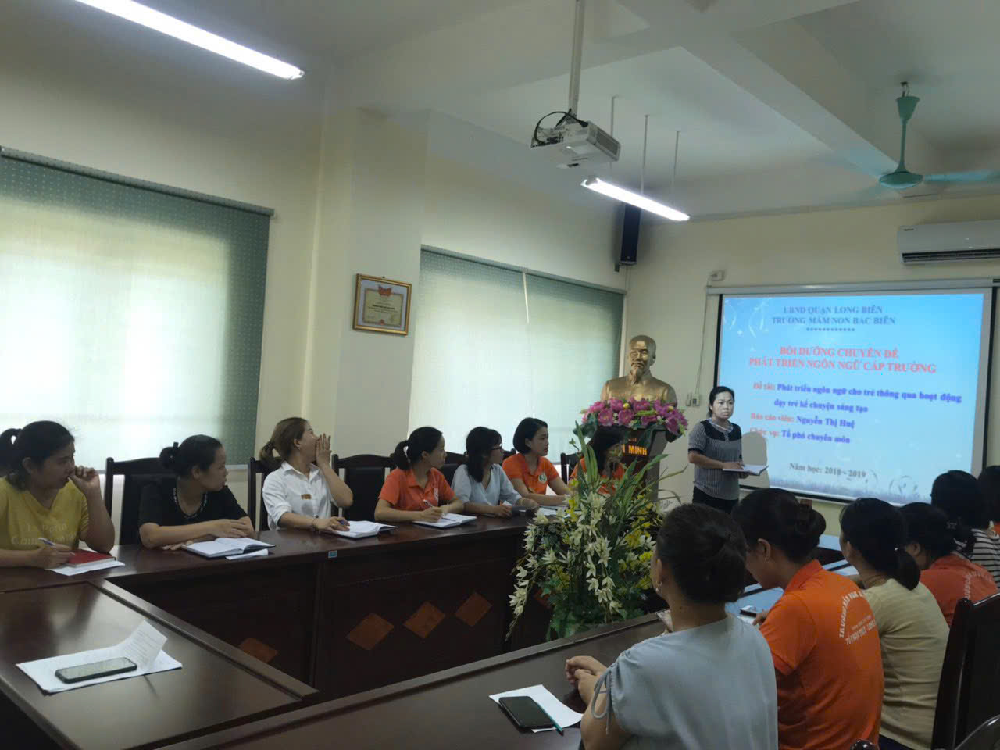 UBND QUẬN LONG BIÊN
TRƯỜNG MẦM NON BẮC BIÊN
************
BỒI DƯỠNG CHUYÊN ĐỀ
PHÁT TRIỂN NGÔN NGỮ CẤP TRƯỜNG
Đề tài: Phát triển ngôn ngữ cho trẻ thông qua hoạt động
dạy trẻ kể chuyện sáng tạo
Báo cáo viên: Nguyễn Thị Huệ
Chức vụ: Tổ phó chuyên môn
Năm học: 2018 - 2019
MINH